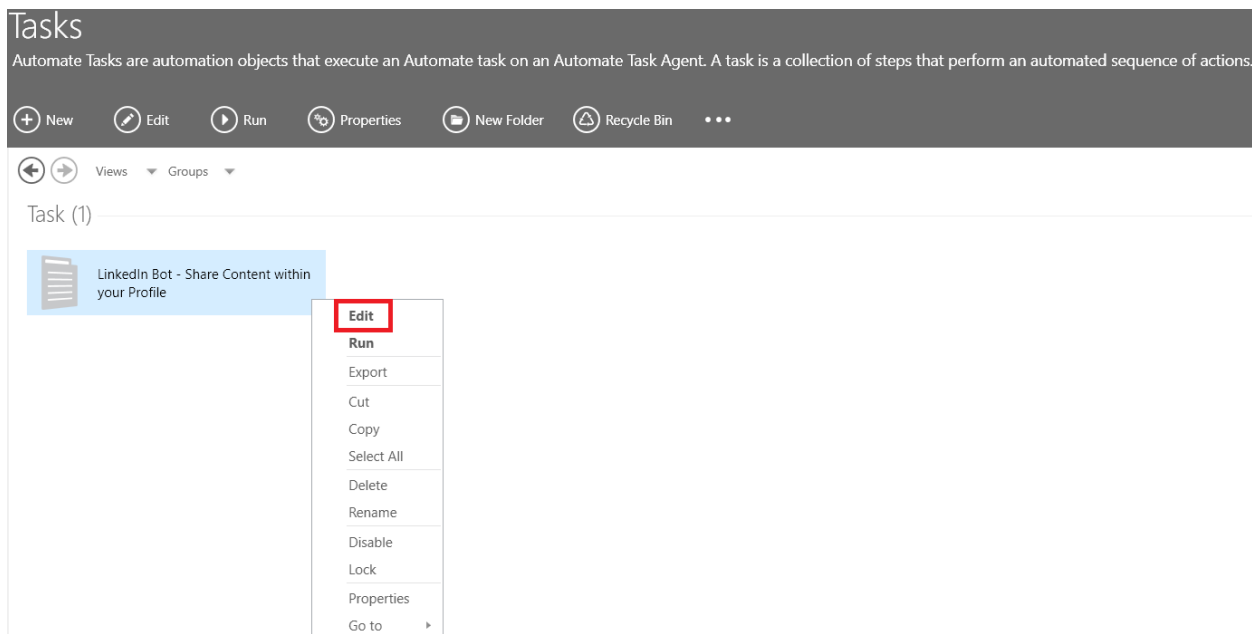 Tasks
Automate Tasks are automation objects that execute an Automate task on an Automate Task Agent. A task is a collection of steps that perform an automated sequence of actions.
New Edit Run Properties New Folder Recycle Bin
Views Groups
Task (1)
LinkedIn Bot - Share Content within
your Profile
Edit
Run
Export
Cut
Copy
Select All
Delete
Rename
Disable
Lock
Properties
Go to